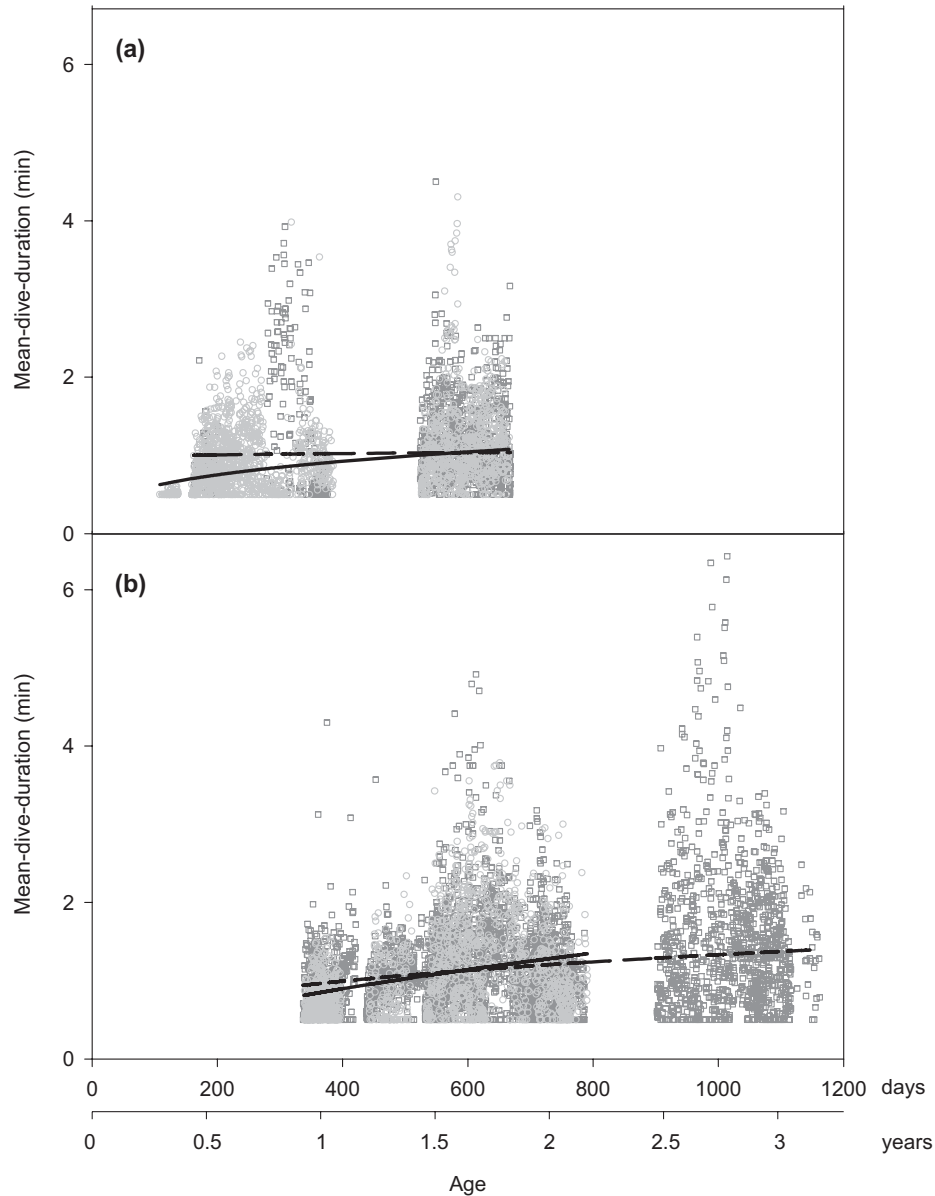 (a)
6
4
2
0
Mean-dive-duration (min)
(b)
6
4
2
0
Mean-dive-duration (min)
0 200 400 600 800 1000 1200 days
0 0.5 1 1.5 2 2.5 3 years
Age